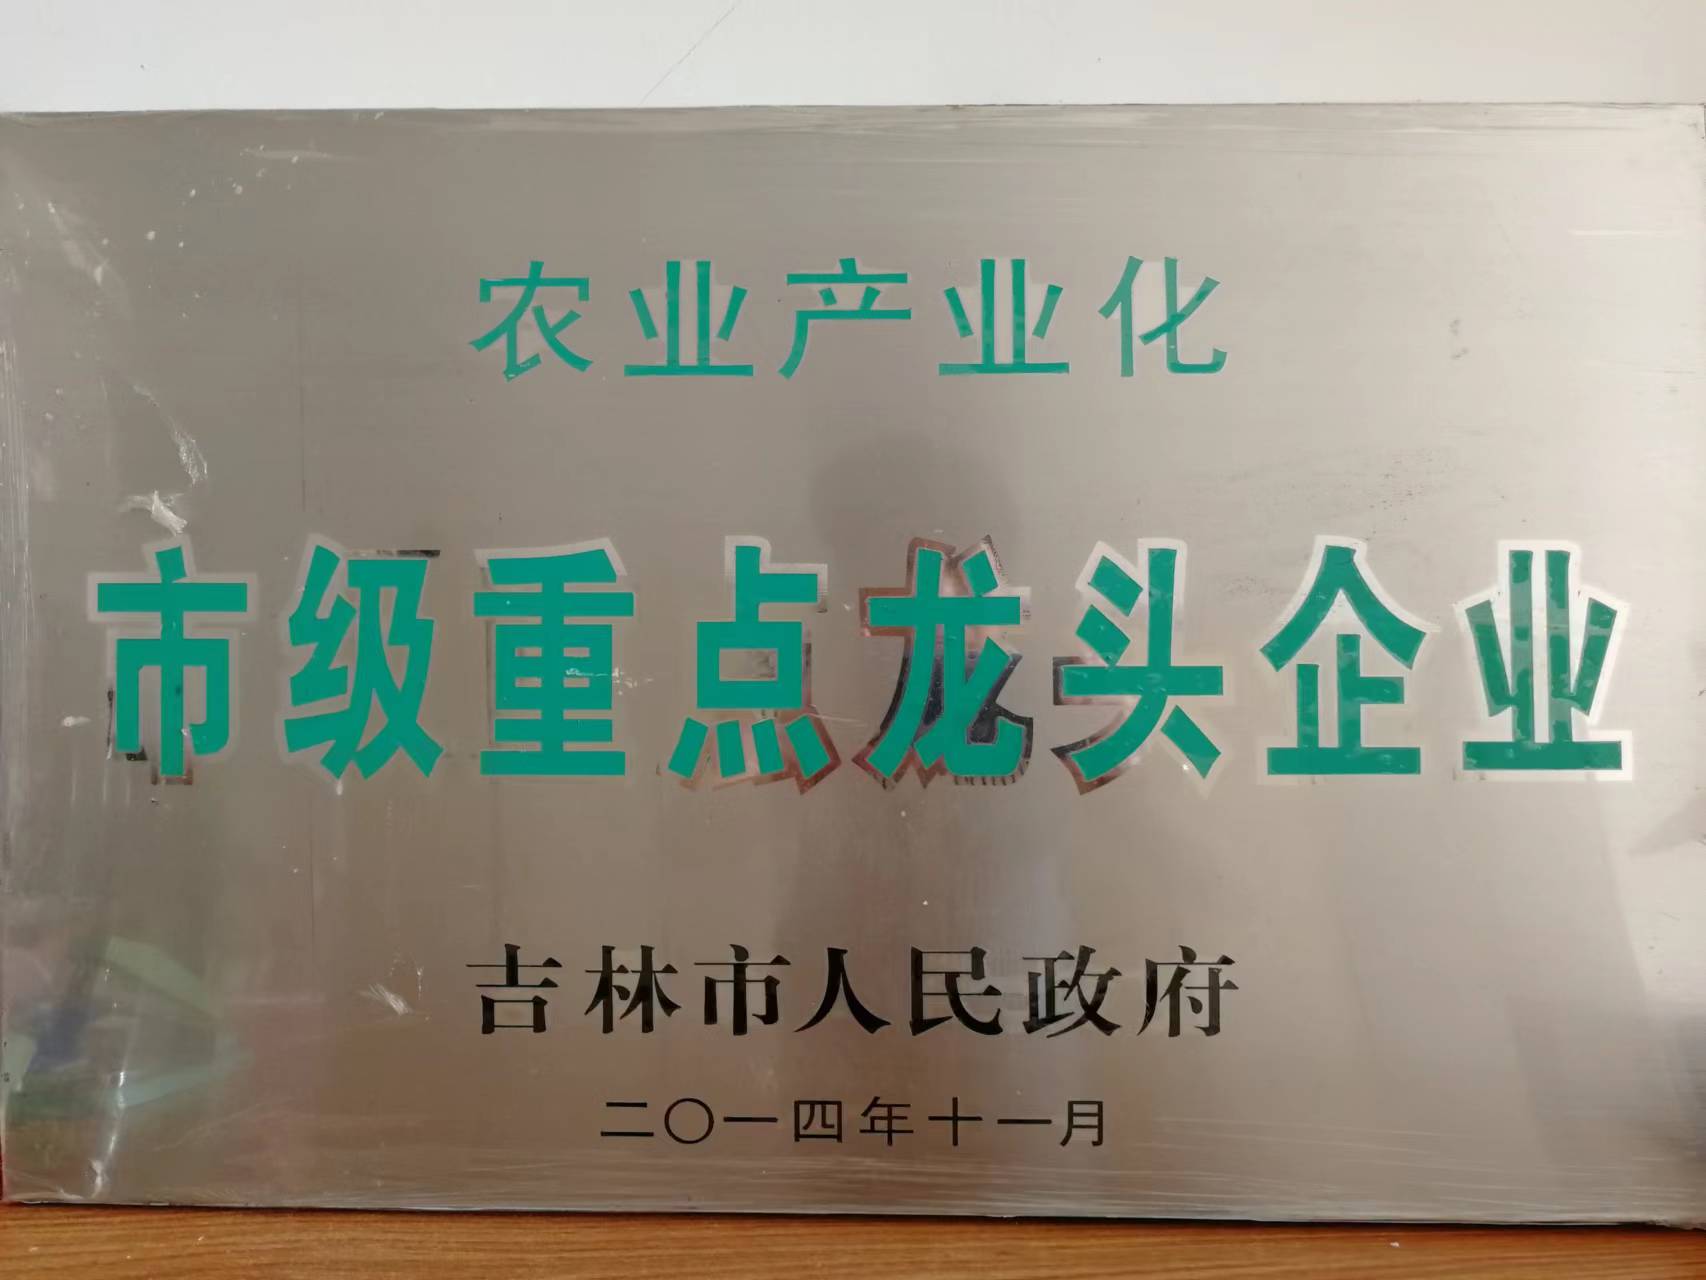 农业产业化
市级重点龙头企业
吉林市人民政府
二〇一四年十一月